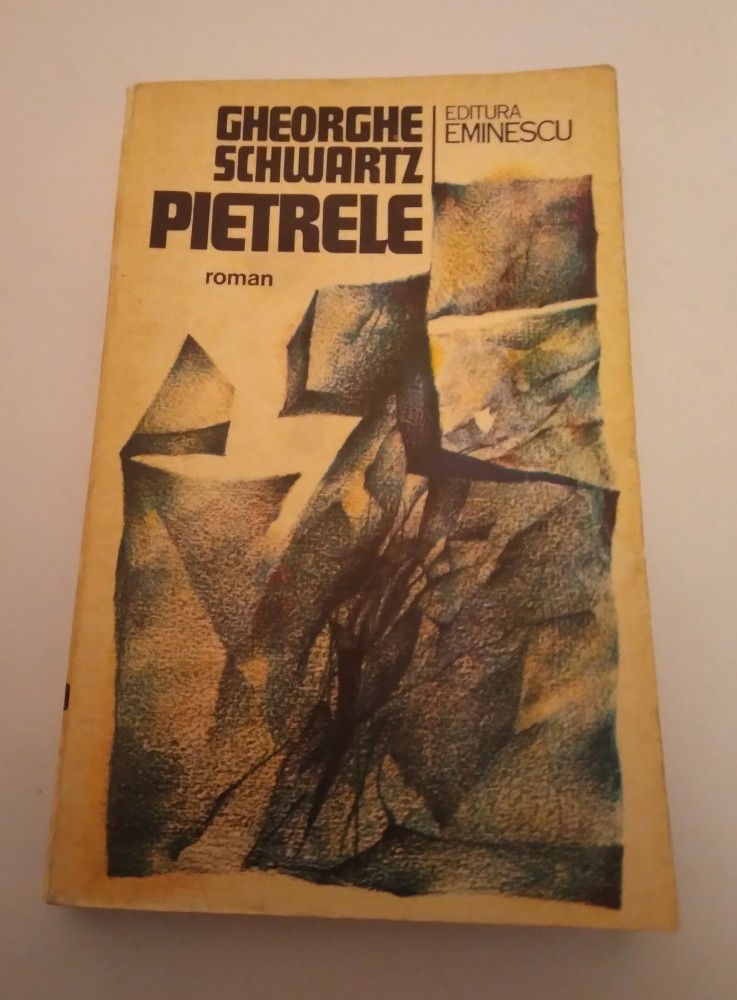 GHEORGHE
SCHWARTZ
PIETRELE
roman
EDITURA
EMINESCU